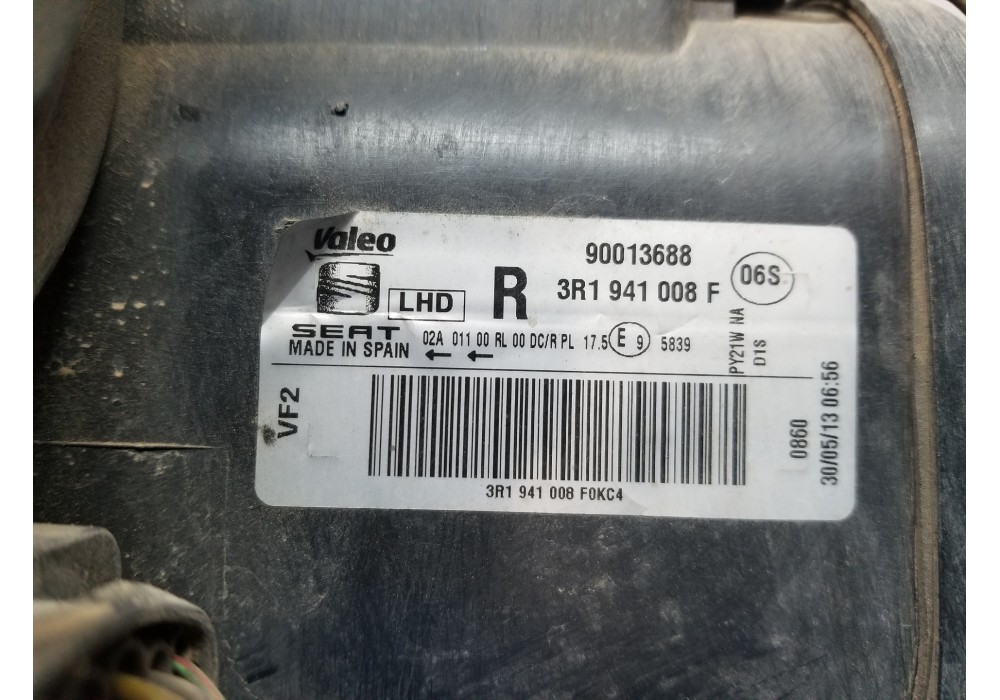 Valeo
90013688
LHD R 3R1 941 008 F 06S
SEAT 02A 011 00 RL 00 DC/R PL 17.5 E 9 5839
MADE IN SPAIN
PY21W NA
D1S
VF2
0860
30/05/13 06:56
3R1 941 008 F0KC4